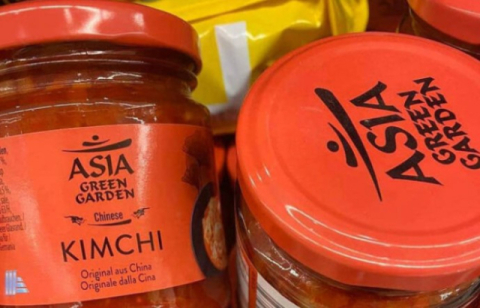 ASIA
GREEN
GARDEN
Chinese
KIMCHI
Original aus China
Originale dalla Cina
ASIA
GREEN
GARDEN